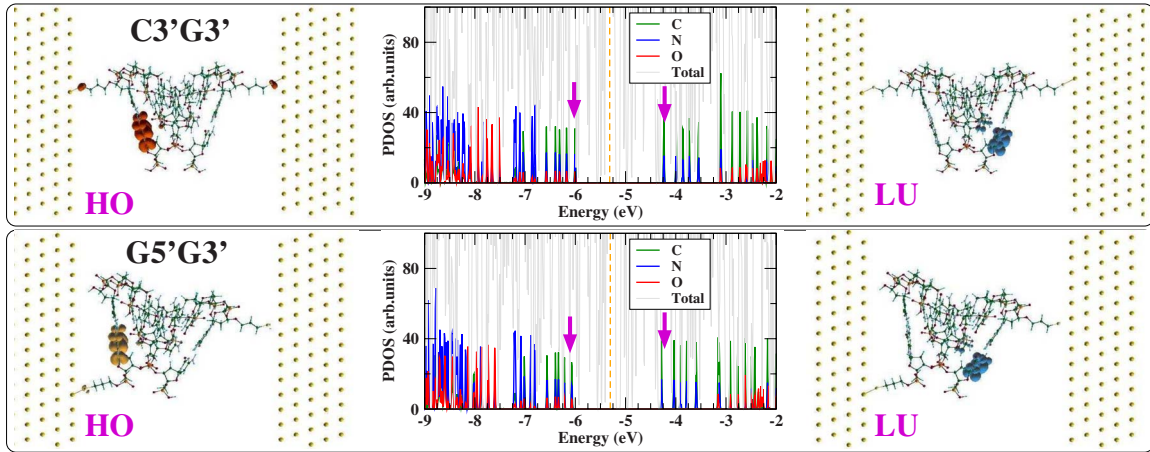 C3'G3'
HO
PDOS (arb.units)
80
40
0
C
N
O
Total
-9 -8 -7 -6 -5 -4 -3 -2
Energy (eV)
LU
G5'G3'
HO
PDOS (arb.units)
80
40
0
C
N
O
Total
-9 -8 -7 -6 -5 -4 -3 -2
Energy (eV)
LU